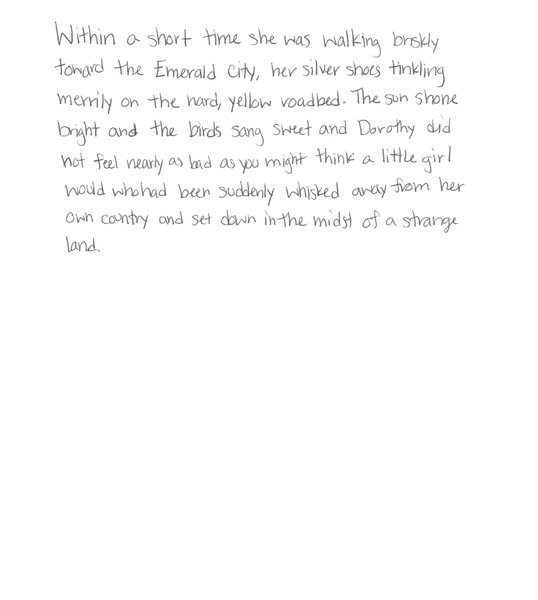 Within a short time she was walking briskly
toward the Emerald City, her silver shoes tinkling
merrily on the hard, yellow roadbed. The sun shone
bright and the birds sang sweet and Dorothy did
not feel nearly as bad as you might think a little girl
would who had been suddenly whisked away from her
own country and set down in the midst of a strange
land.